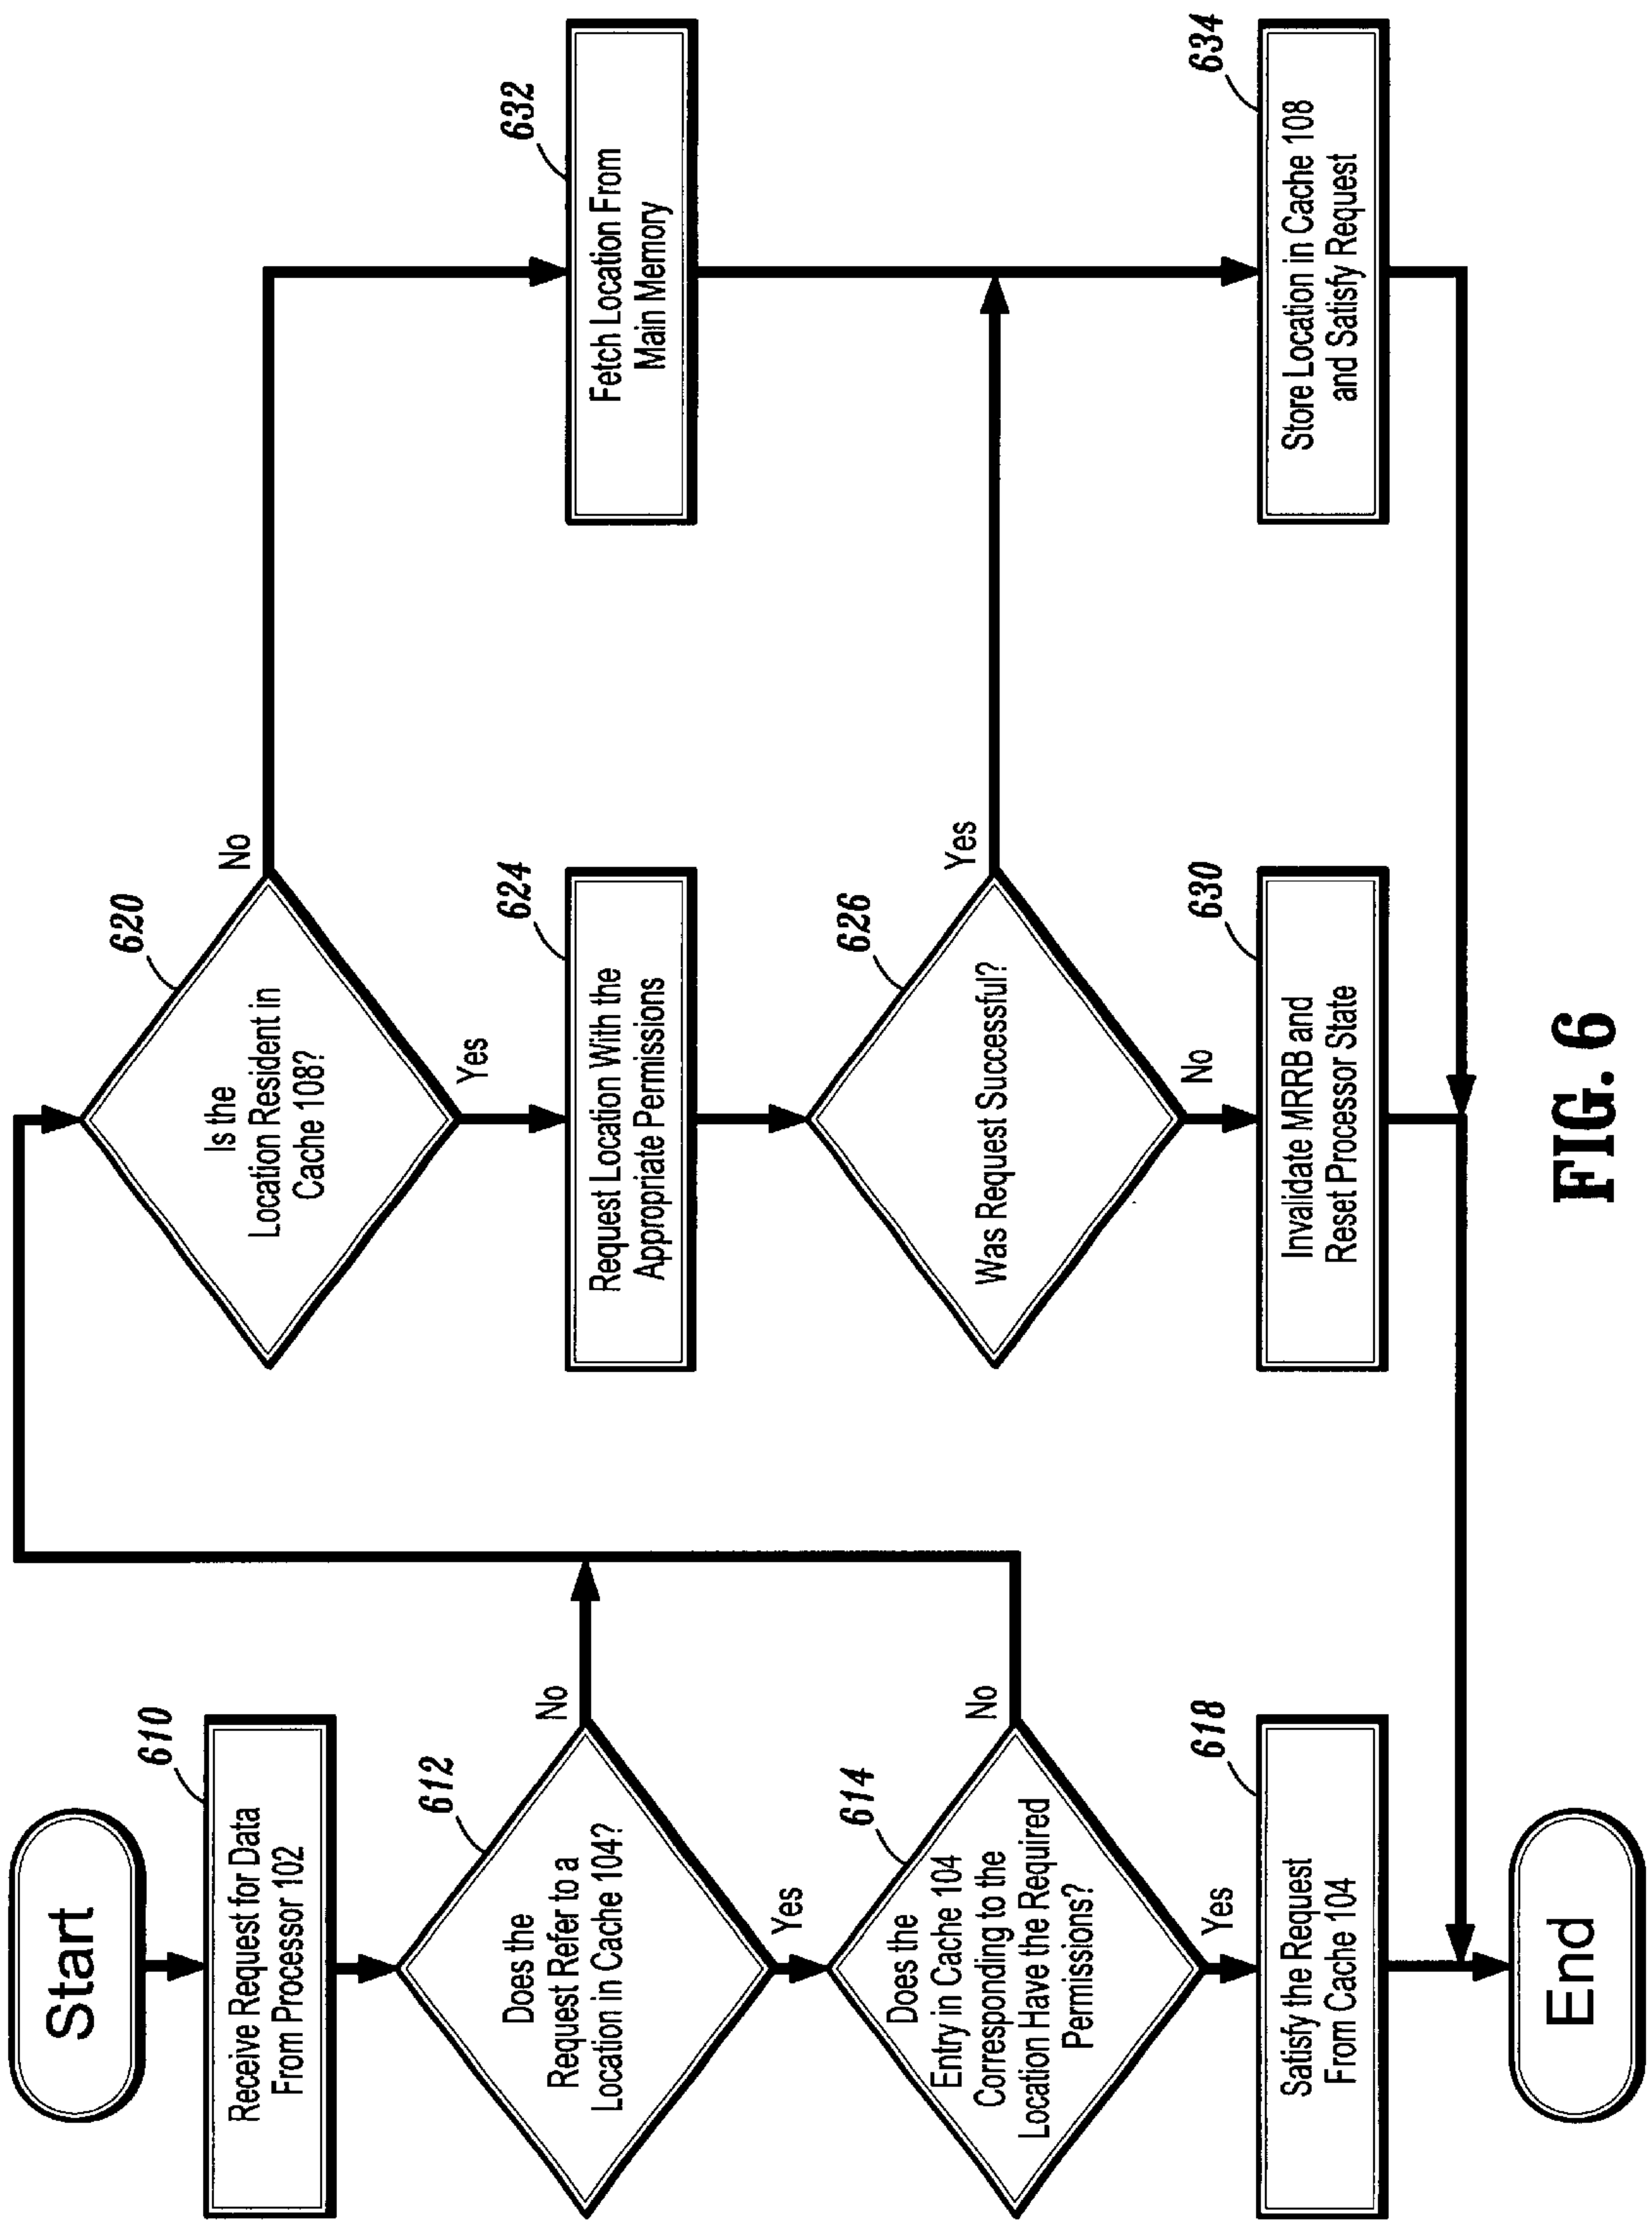 Start
610
Receive Request for Data
From Processor 102
612
Does the
Request Refer to a
Location in Cache 104?
No
Yes
614
Does the
Entry in Cache 104
Corresponding to the
Location Have the Required
Permissions?
No
Yes
618
Satisfy the Request
From Cache 104
End
620
Is the
Location Resident in
Cache 108?
No
Yes
624
Request Location With the
Appropriate Permissions
626
Was Request Successful?
Yes
No
630
Invalidate MRRB and
Reset Processor State
632
Fetch Location From
Main Memory
634
Store Location in Cache 108
and Satisfy Request
FIG. 6